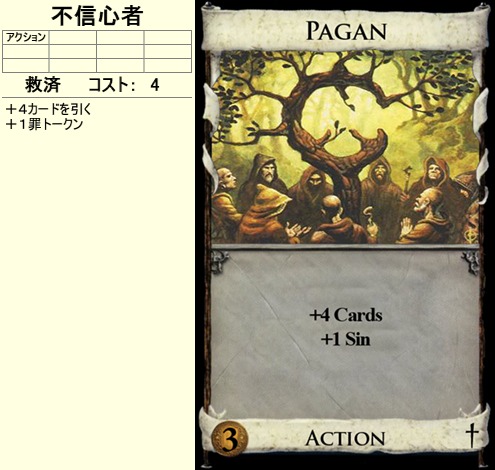 不信心者
アクション
救済 コスト: 4
＋4カードを引く
＋1罪トークン
PAGAN
+4 Cards
+1 Sin
3 ACTION †